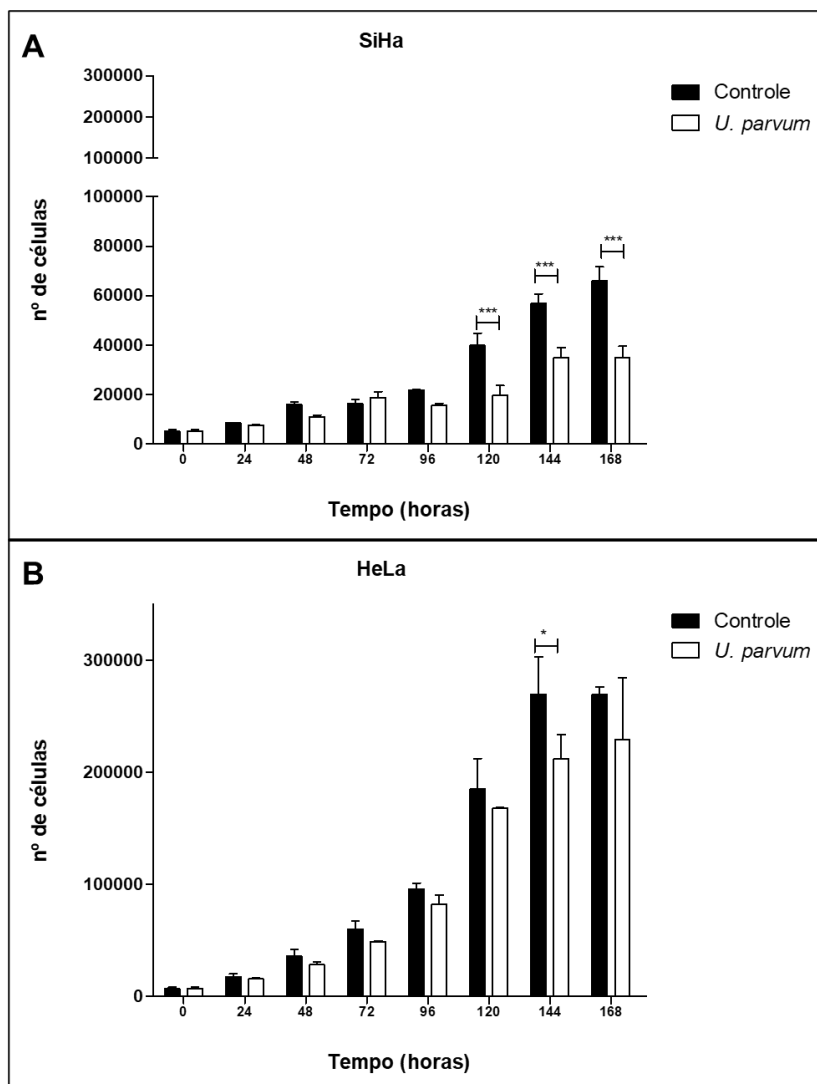 A
SiHa
300000
200000
100000
100000
80000
60000
40000
20000
0
nº de células
*** *** ***
0 24 48 72 96 120 144 168
Tempo (horas)
Controle
U. parvum
B
HeLa
300000
200000
100000
0
nº de células
*
0 24 48 72 96 120 144 168
Tempo (horas)
Controle
U. parvum